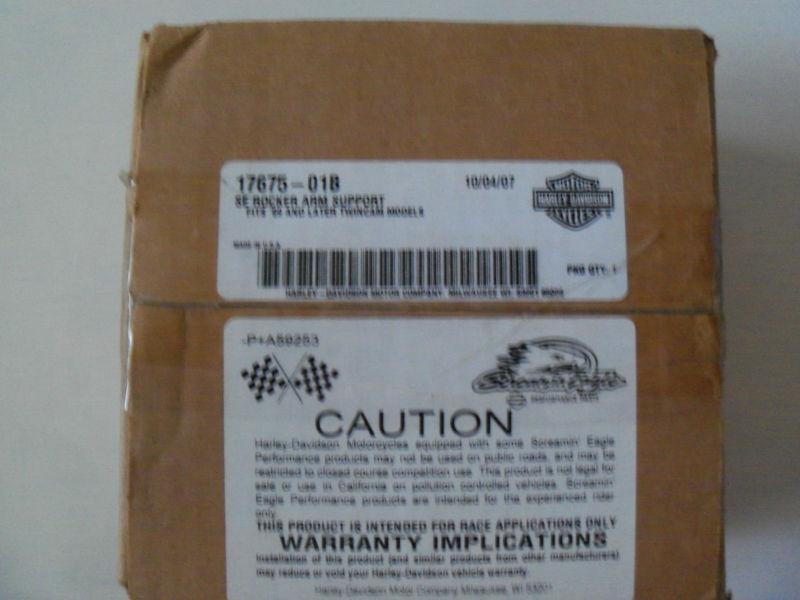 17675-01B 10/04/07
SE ROCKER ARM SUPPORT
FITS '99 AND LATER TWINCAM MODELS
MOTOR
HARLEY-DAVIDSON
CYCLES
MADE IN U.S.A.
PKG QTY. 1
HARLEY-DAVIDSON MOTOR COMPANY MILWAUKEE WI
-P+A59253
Screamin' Eagle
CAUTION
Harley-Davidson Motorcycles equipped with some Screamin' Eagle
Performance products may not be used on public roads, and may be
restricted to closed course competition use. This product is not legal for
sale or use in California on pollution controlled vehicles. Screamin'
Eagle Performance products are intended for the experienced rider
only.
THIS PRODUCT IS INTENDED FOR RACE APPLICATIONS ONLY
WARRANTY IMPLICATIONS
Installation of this product (and similar products from other manufacturers)
may reduce or void your Harley-Davidson vehicle warranty.
Harley-Davidson Motor Company Milwaukee, WI 53201